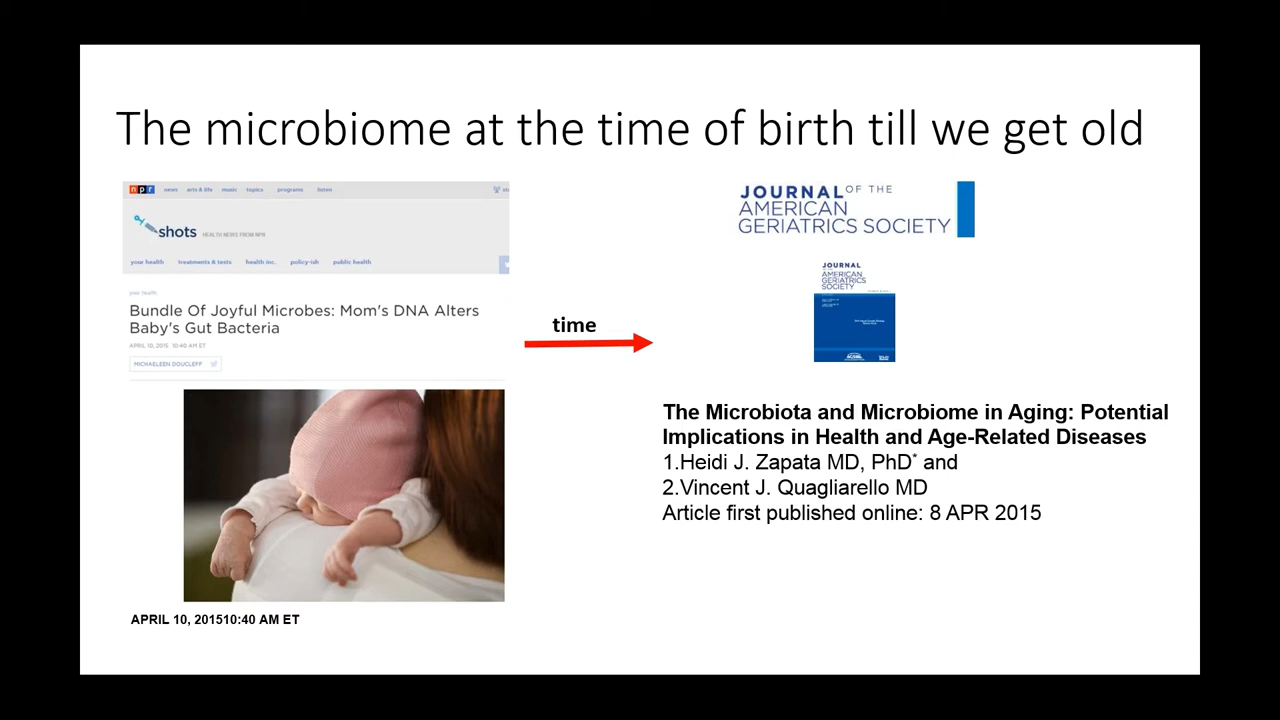 The microbiome at the time of birth till we get old
npr news arts & life music topics programs listen
shots HEALTH NEWS FROM NPR
your health treatments & tests health inc. policy-ish public health
your health
Bundle Of Joyful Microbes: Mom's DNA Alters
Baby's Gut Bacteria
APRIL 10, 2015 10:40 AM ET
MICHAELEEN DOUCLEFF
APRIL 10, 201510:40 AM ET
time
JOURNAL OF THE
AMERICAN
GERIATRICS SOCIETY
JOURNAL
AMERICAN
GERIATRICS
SOCIETY
The Microbiota and Microbiome in Aging: Potential
Implications in Health and Age-Related Diseases
1.Heidi J. Zapata MD, PhD* and
2.Vincent J. Quagliarello MD
Article first published online: 8 APR 2015